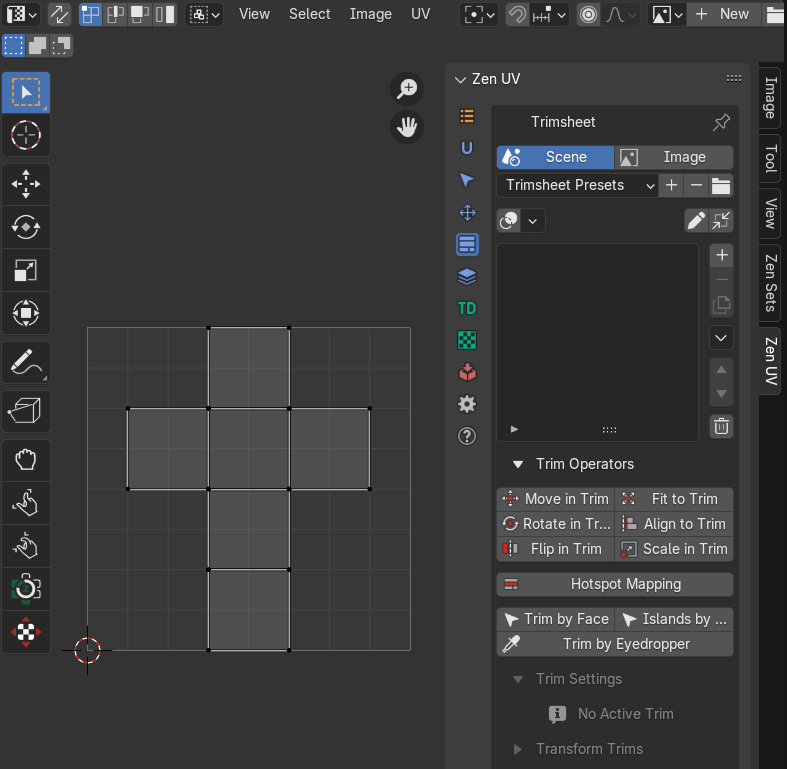 View Select Image UV New
Zen UV
Trimsheet
Scene Image
Trimsheet Presets
TD
Trim Operators
Move in Trim Fit to Trim
Rotate in Tr... Align to Trim
Flip in Trim Scale in Trim
Hotspot Mapping
Trim by Face Islands by ...
Trim by Eyedropper
Trim Settings
No Active Trim
Transform Trims
Image
Tool
View
Zen Sets
Zen UV